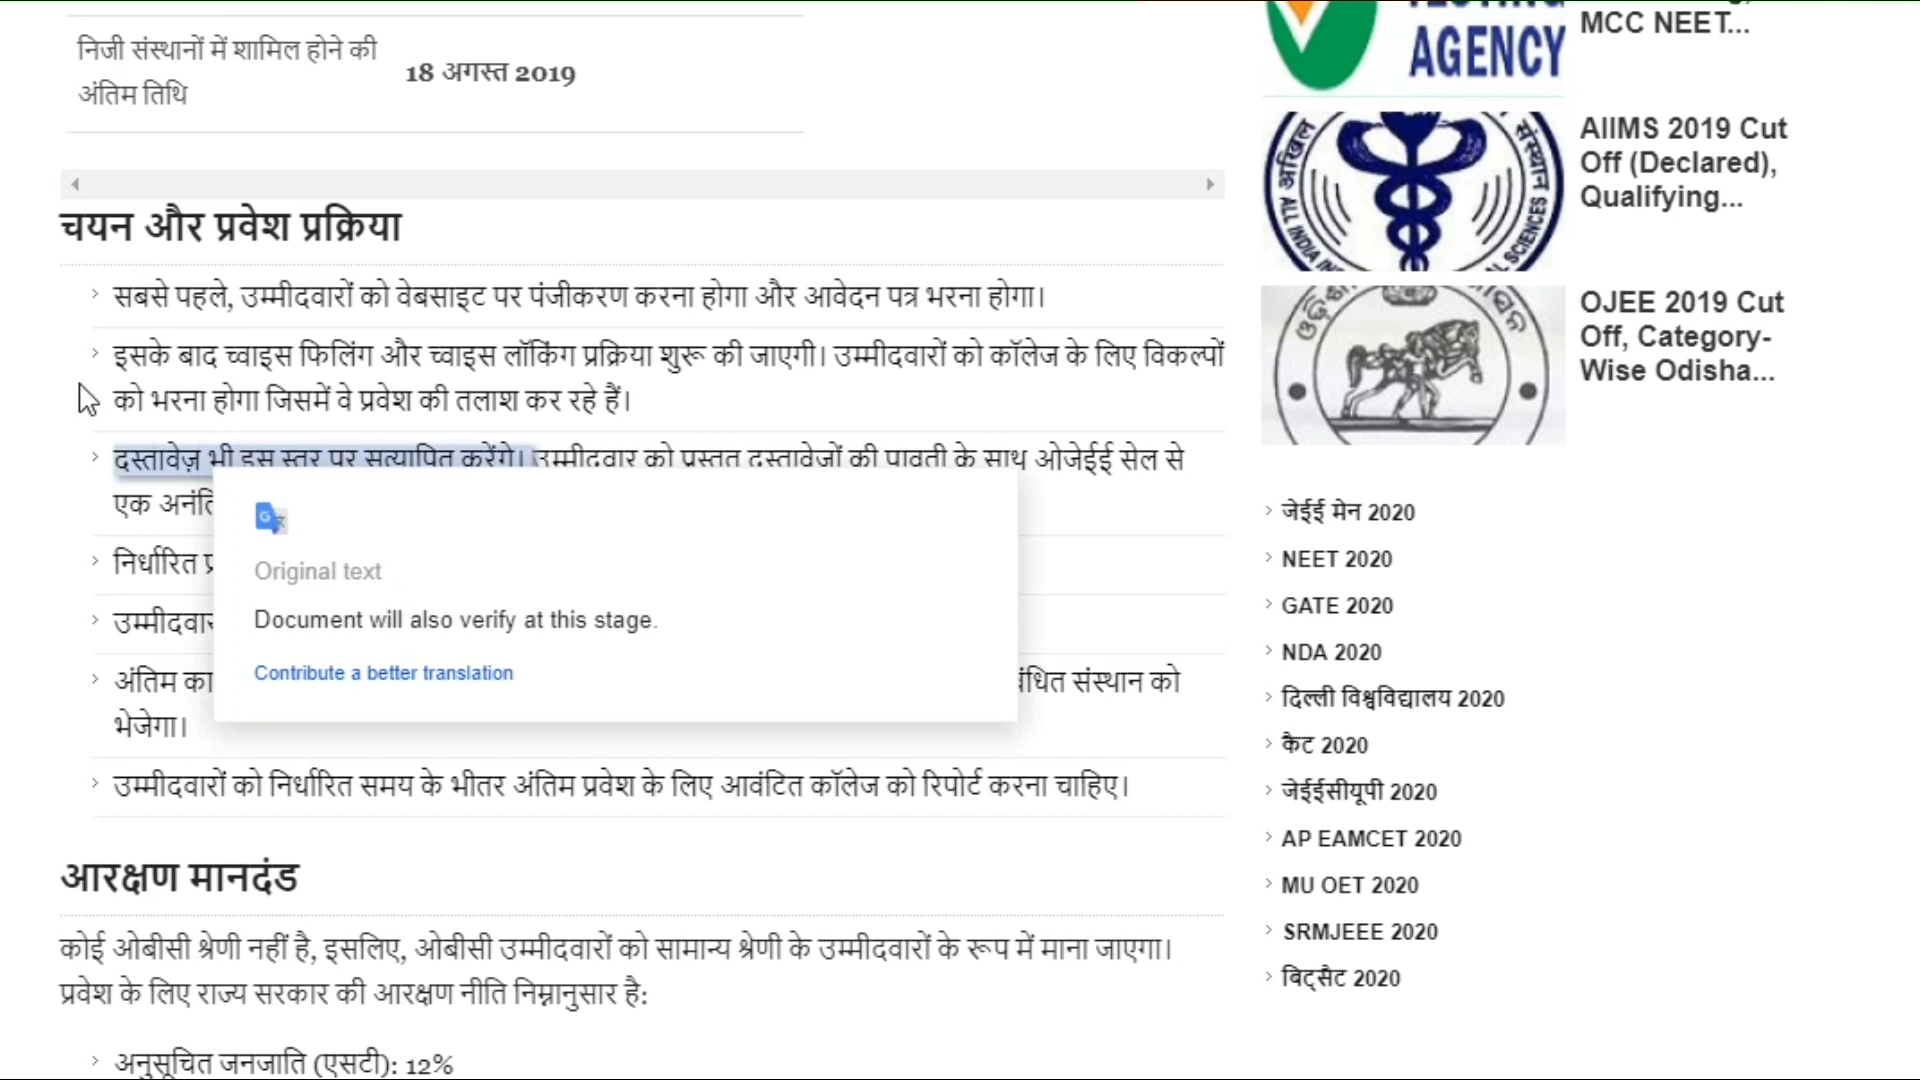 निजी संस्थानों में शामिल होने की
अंतिम तिथि
18 अगस्त 2019
चयन और प्रवेश प्रक्रिया
सबसे पहले, उम्मीदवारों को वेबसाइट पर पंजीकरण करना होगा और आवेदन पत्र भरना होगा।
इसके बाद च्वाइस फिलिंग और च्वाइस लॉकिंग प्रक्रिया शुरू की जाएगी। उम्मीदवारों को कॉलेज के लिए विकल्पों
को भरना होगा जिसमें वे प्रवेश की तलाश कर रहे हैं।
दस्तावेज़ भी इस स्तर पर सत्यापित करेंगे। उम्मीदवार को प्रस्तुत दस्तावेजों की पावती के साथ ओजेईई सेल से
एक
निर्धारित
Original text
Document will also verify at this stage.
Contribute a better translation
अंतिम
संस्थान को
भेजेगा।
उम्मीदवारों को निर्धारित समय के भीतर अंतिम प्रवेश के लिए आवंटित कॉलेज को रिपोर्ट करना चाहिए।
आरक्षण मानदंड
कोई ओबीसी श्रेणी नहीं है, इसलिए, ओबीसी उम्मीदवारों को सामान्य श्रेणी के उम्मीदवारों के रूप में माना जाएगा।
प्रवेश के लिए राज्य सरकार की आरक्षण नीति निम्नानुसार है:
अनुसूचित जनजाति (एसटी): 12%
AGENCY
MCC NEET...
अखिल
संस्थान
ALL INDIA
SCIENCES
AIIMS 2019 Cut
Off (Declared),
Qualifying...
OJEE 2019 Cut
Off, Category-
Wise Odisha...
जेईई मेन 2020
NEET 2020
GATE 2020
NDA 2020
दिल्ली विश्वविद्यालय 2020
कैट 2020
जेईईसीयूपी 2020
AP EAMCET 2020
MU OET 2020
SRMJEEE 2020
बिट्सैट 2020